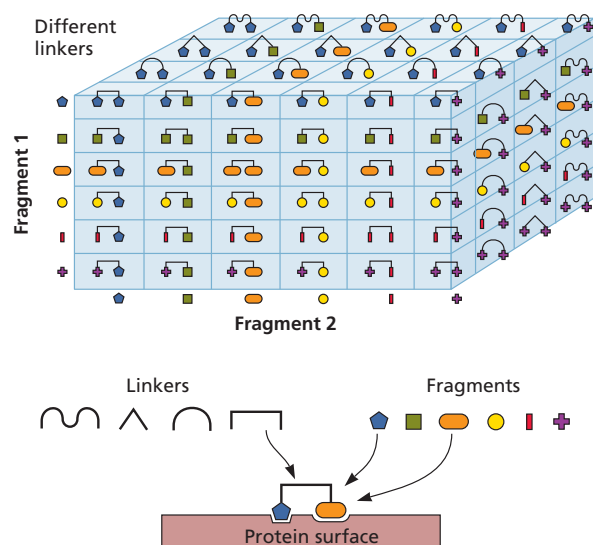 Different
linkers
Fragment 1
Fragment 2
Linkers
Fragments
Protein surface